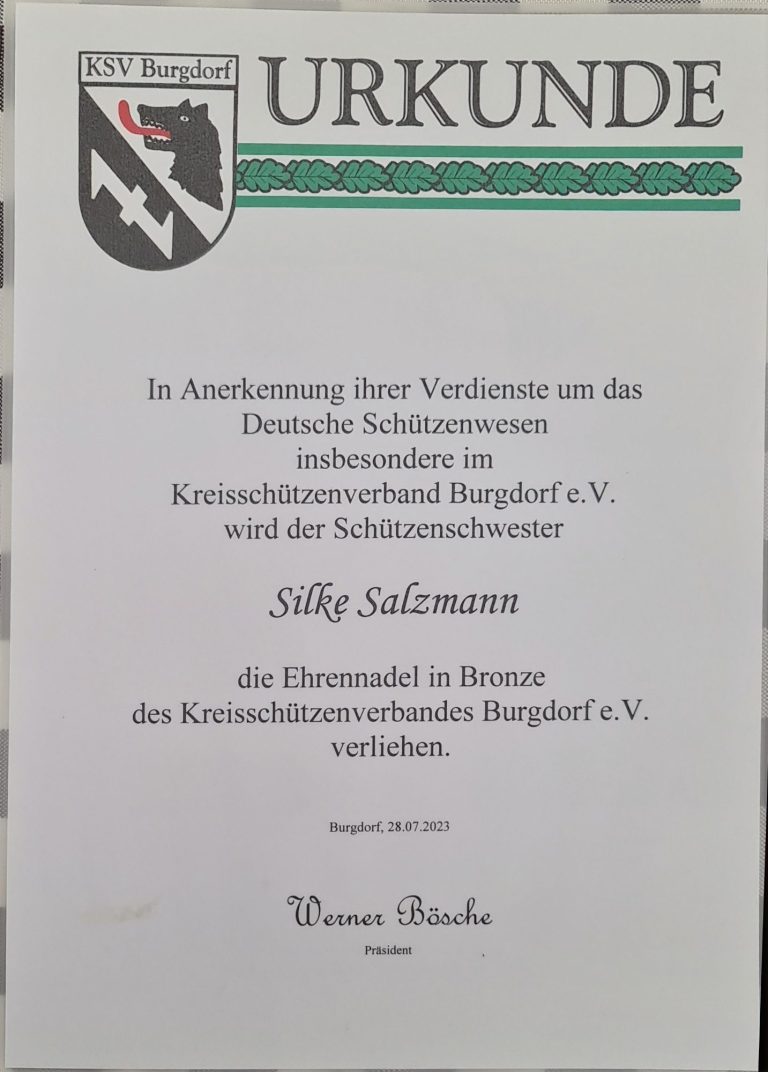 KSV Burgdorf
URKUNDE
In Anerkennung ihrer Verdienste um das
Deutsche Schützenwesen
insbesondere im
Kreisschützenverband Burgdorf e.V.
wird der Schützenschwester
Silke Salzmann
die Ehrennadel in Bronze
des Kreisschützenverbandes Burgdorf e.V.
verliehen.
Burgdorf, 28.07.2023
Werner Bösche
Präsident